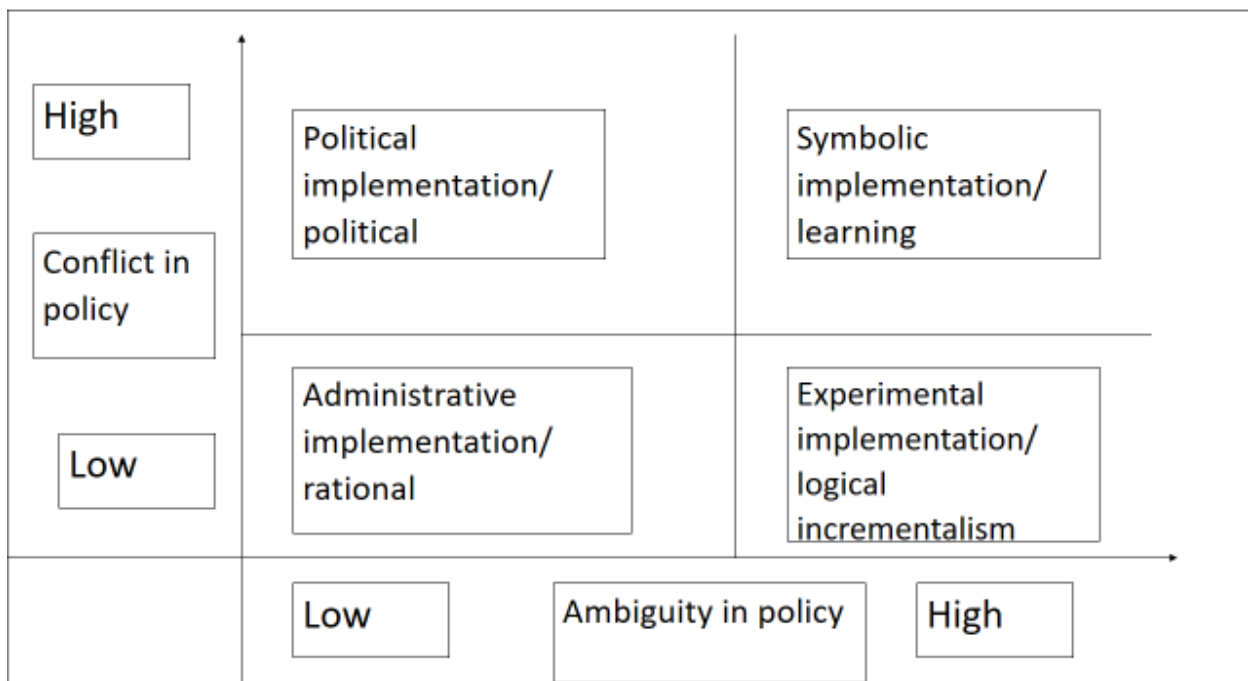 High
Political
implementation/
political
Symbolic
implementation/
learning
Conflict in
policy
Low
Administrative
implementation/
rational
Experimental
implementation/
logical
incrementalism
Low
Ambiguity in policy
High